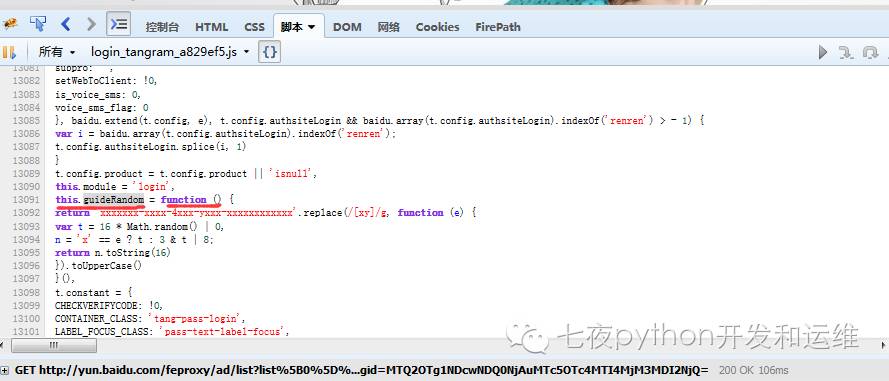 控制台 HTML CSS 脚本 DOM 网络 Cookies FirePath
所有 login_tangram_a829ef5.js {}
13081 subpro: '',
13082 setWebToClient: !0,
13083 is_voice_sms: 0,
13084 voice_sms_flag: 0
13085 }, baidu.extend(t.config, e), t.config.authsiteLogin && baidu.array(t.config.authsiteLogin).indexOf('renren') > - 1) {
13086 var i = baidu.array(t.config.authsiteLogin).indexOf('renren');
13087 t.config.authsiteLogin.splice(i, 1)
13088 }
13089 t.config.product = t.config.product || 'isnull',
13090 this.module = 'login',
13091 this.guideRandom = function () {
13092 return 'xxxxxxx-xxxx-4xxx-yxxx-xxxxxxxxxxxx'.replace(/[xy]/g, function (e) {
13093 var t = 16 * Math.random() | 0,
13094 n = 'x' == e ? t : 3 & t | 8;
13095 return n.toString(16)
13096 }).toUpperCase()
13097 }(),
13098 t.constant = {
13099 CHECKVERIFYCODE: !0,
13100 CONTAINER_CLASS: 'tang-pass-login',
13101 LABEL_FOCUS_CLASS: 'pass-text-label-focus',
七夜python开发和运维
GET http://yun.baidu.com/feproxy/ad/list?list%5B0%5D%...gid=MTQ2OTg1NDcwNDQ0NjAuMTc5OTc4MTI4MjM3MDI2NjQ= 200 OK 106ms